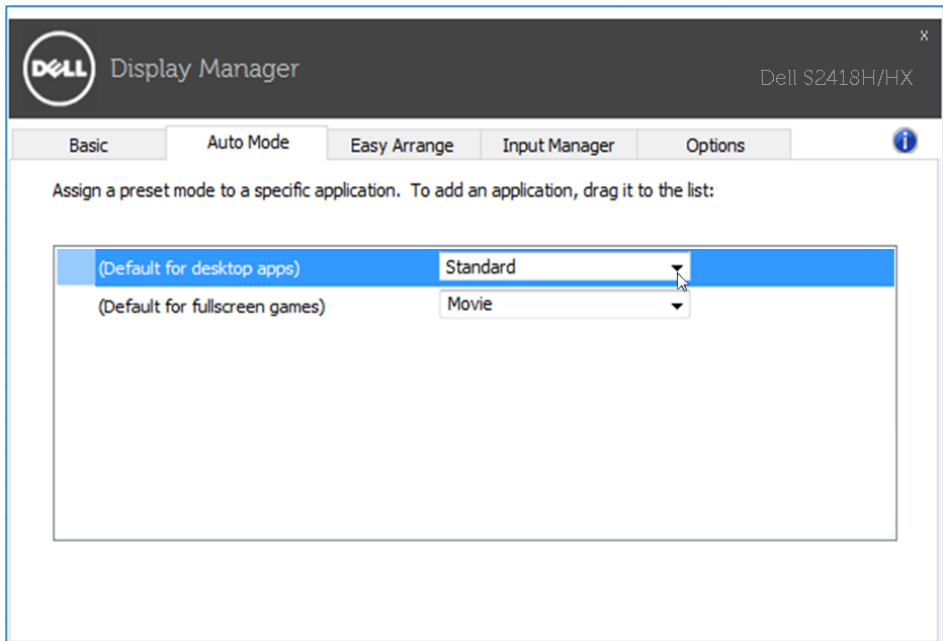 X
DELL Display Manager
Dell S2418H/HX
Basic Auto Mode Easy Arrange Input Manager Options i
Assign a preset mode to a specific application. To add an application, drag it to the list:
(Default for desktop apps) Standard
(Default for fullscreen games) Movie